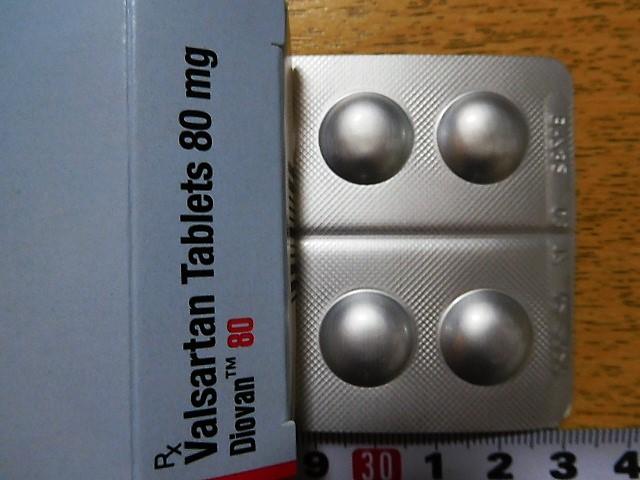 Rx
Valsartan Tablets 80 mg
Diovan™ 80
9 30 1 2 3 4